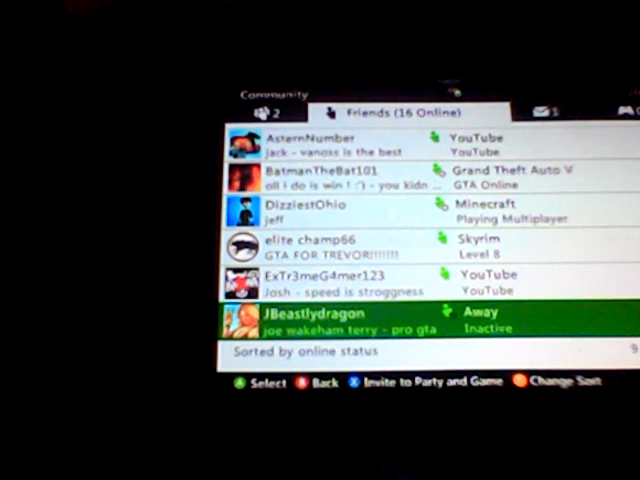 Community
2 Friends (16 Online)
AsternNumber YouTube
jack - vanoss is the best YouTube
BatmanTheBat101 Grand Theft Auto V
oll I do is win ! :') - you kidn ... GTA Online
DizziestOhio Minecraft
Jeff Playing Multiplayer
elite champ66 Skyrim
GTA FOR TREVOR!!!!!!! Level 8
ExTr3meG4mer123 YouTube
Josh - speed is stroggness YouTube
JBeastlydragon Away
joe wakeham terry - pro gta Inactive
Sorted by online status 9
A Select B Back X Invite to Party and Game Change Sort